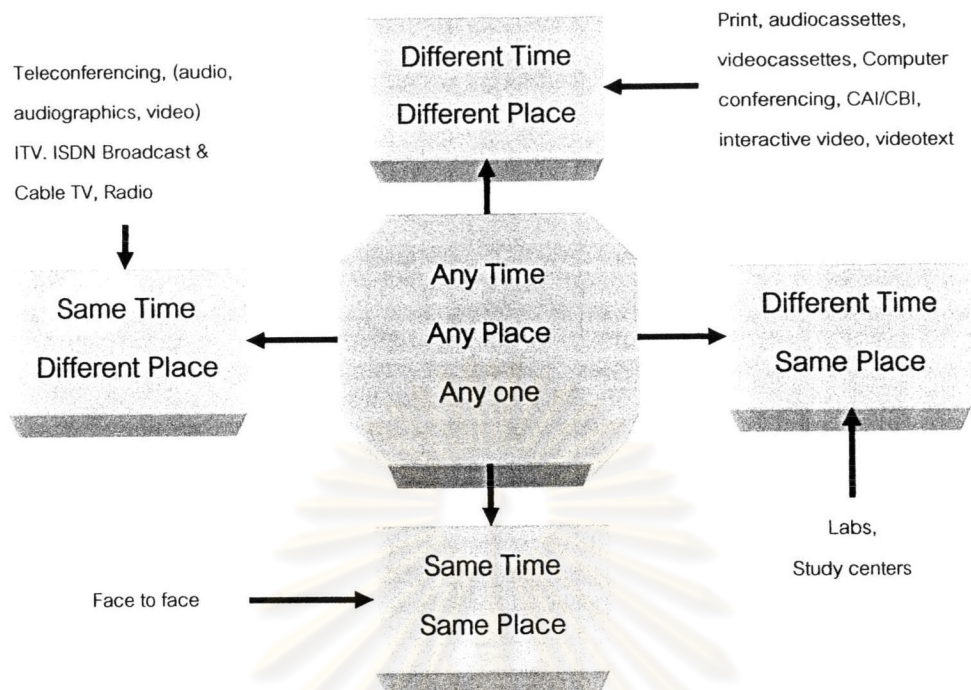 Different Time
Different Place
Print, audiocassettes,
videocassettes, Computer
conferencing, CAI/CBI,
interactive video, videotext
Teleconferencing, (audio,
audiographics, video)
ITV. ISDN Broadcast &
Cable TV, Radio
Any Time
Any Place
Any one
Same Time
Different Place
Different Time
Same Place
Labs,
Study centers
Same Time
Same Place
Face to face